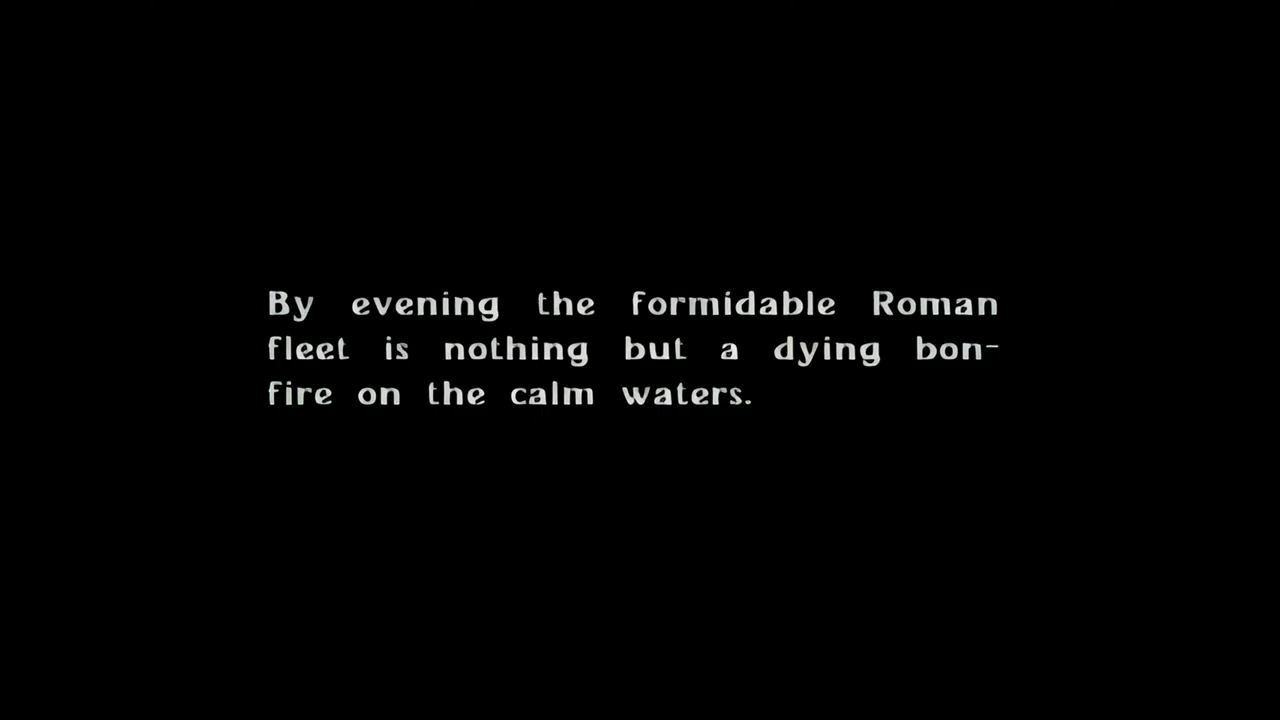 By evening the formidable Roman
fleet is nothing but a dying bon-
fire on the calm waters.